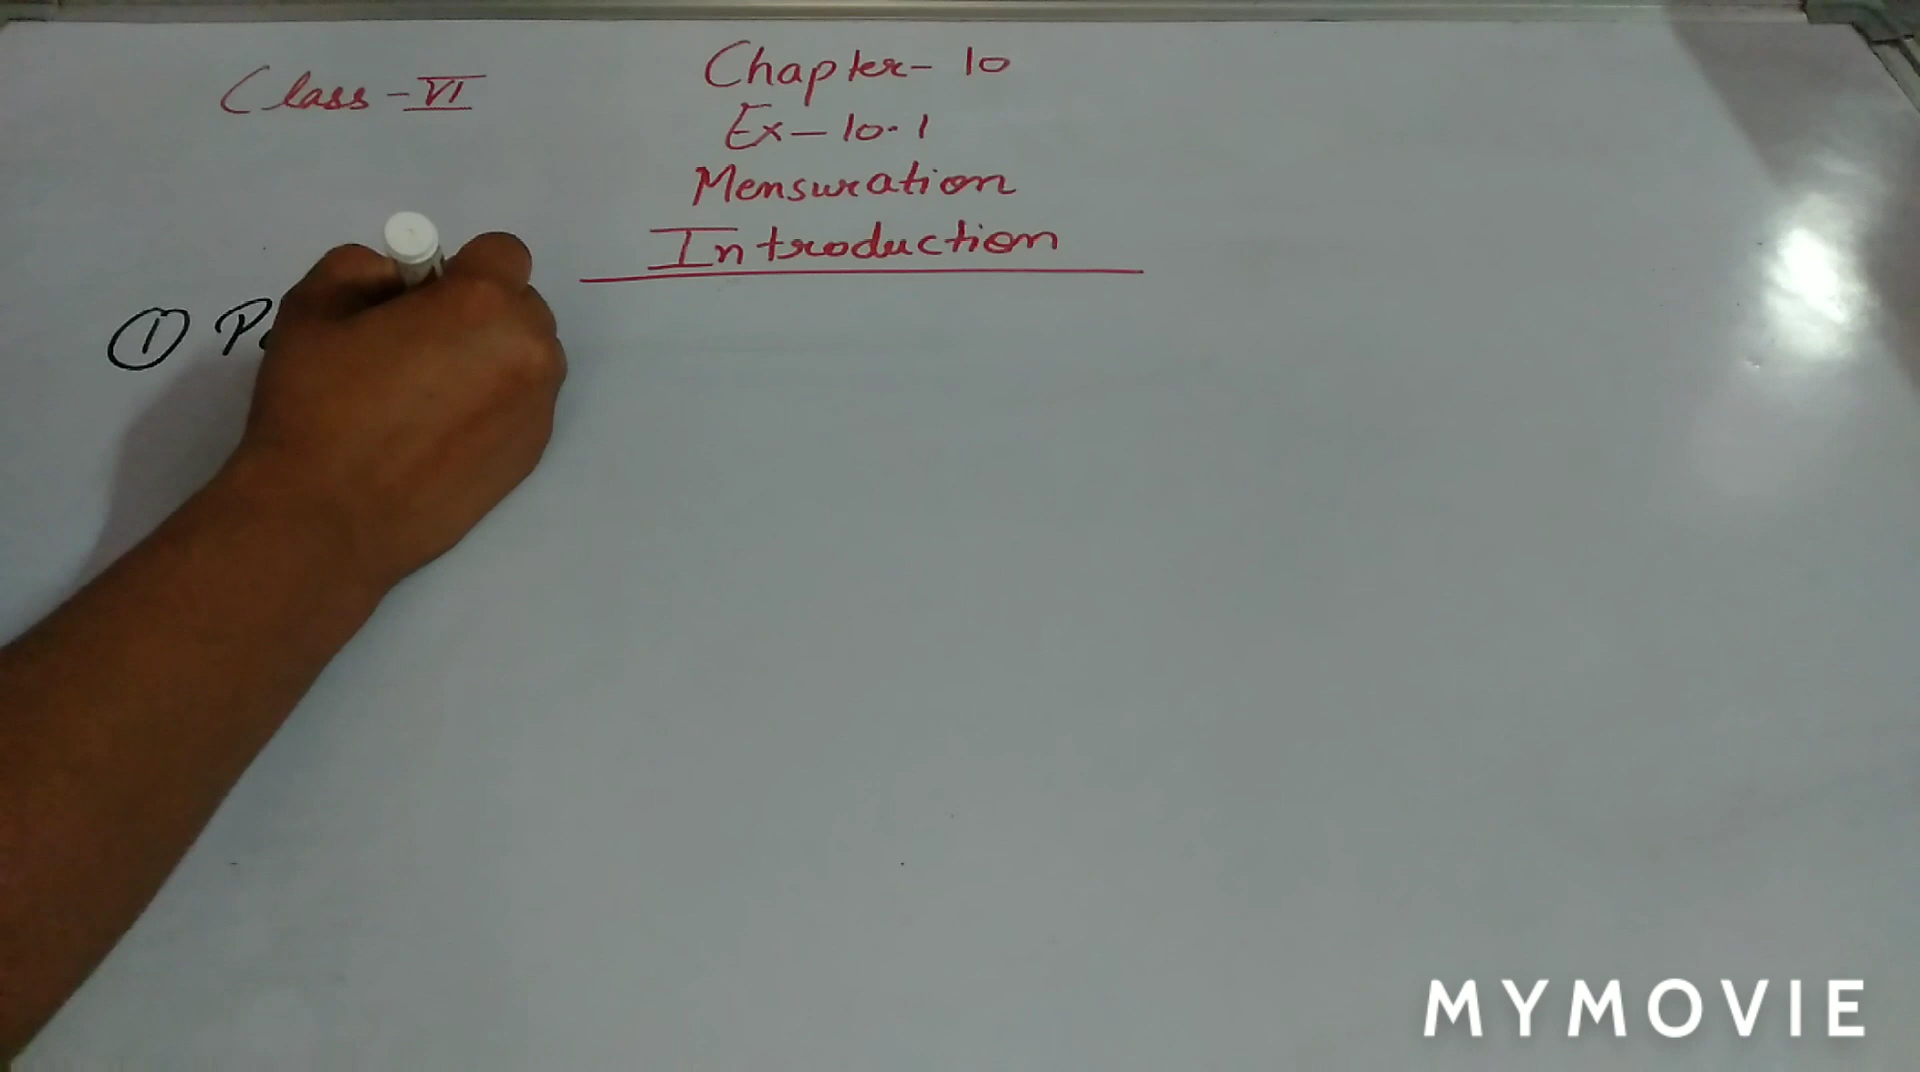 Class-VI
Chapter-10
Ex-10.1
Mensuration
Introduction
①
MYMOVIE